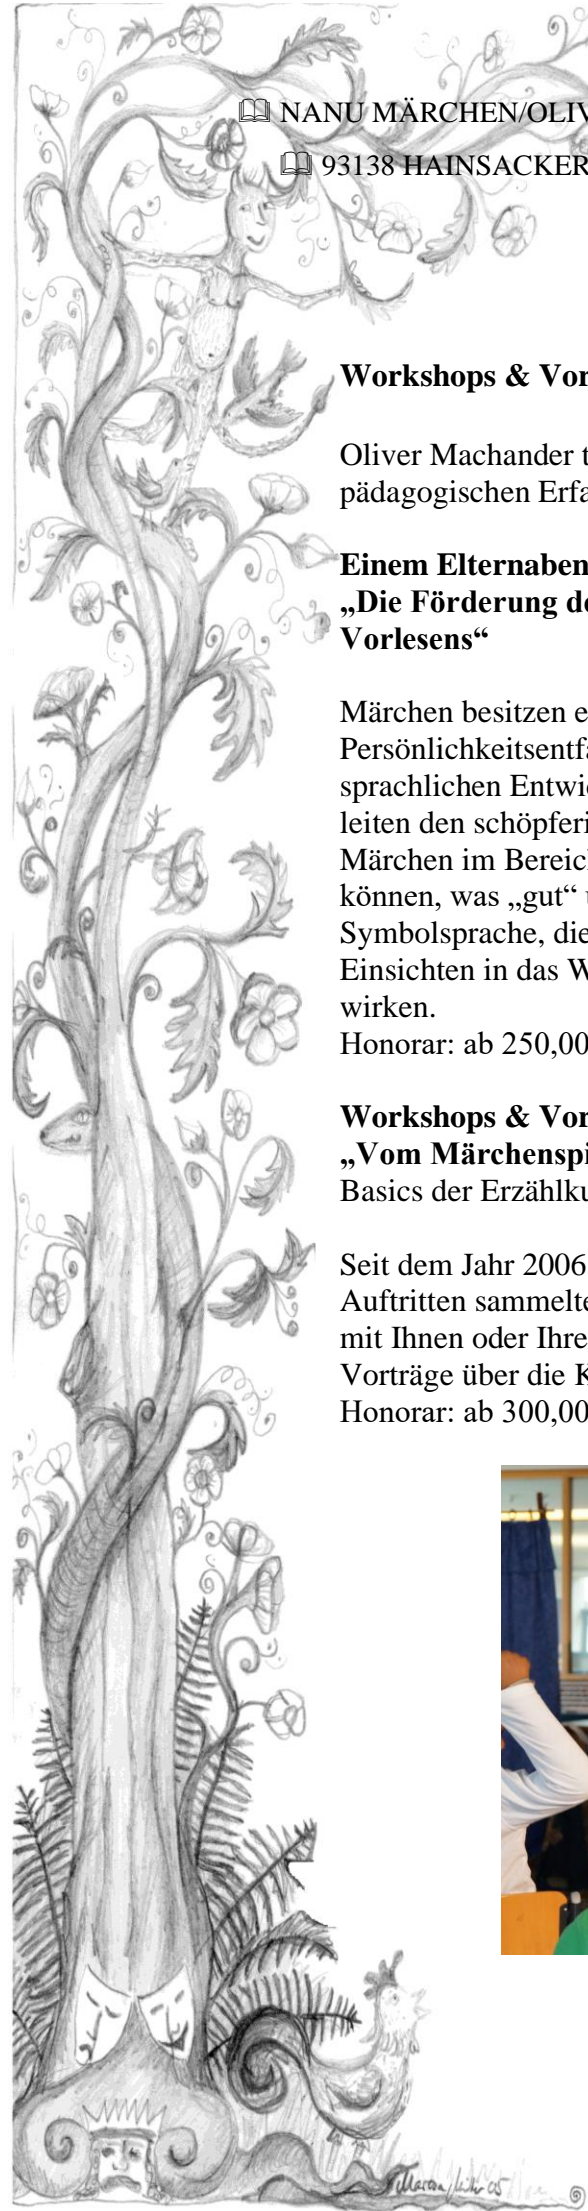 NANU MÄRCHEN/OLIV
93138 HAINSACKER
Workshops & Vor
Oliver Machander t
pädagogischen Erfa
Einem Elternaben
„Die Förderung de
Vorlesens“
Märchen besitzen e
Persönlichkeitsentfa
sprachlichen Entwic
leiten den schöpferi
Märchen im Bereich
können, was „gut“ u
Symbolsprache, die
Einsichten in das W
wirken.
Honorar: ab 250,00
Workshops & Vor
„Vom Märchenspi
Basics der Erzählku
Seit dem Jahr 2006
Auftritten sammelte
mit Ihnen oder Ihre
Vorträge über die K
Honorar: ab 300,00